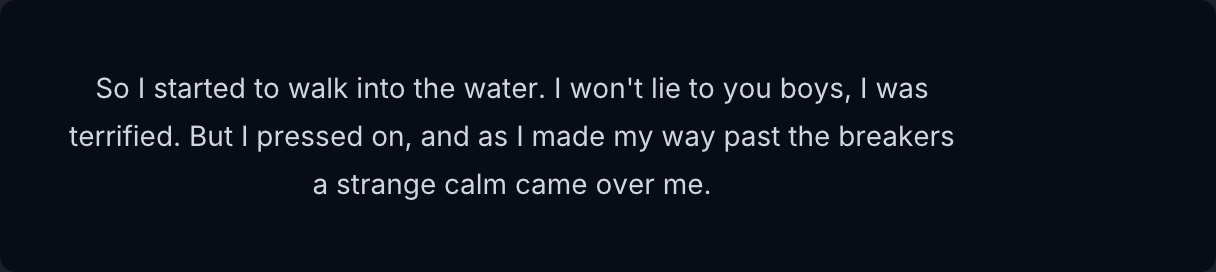 So I started to walk into the water. I won't lie to you boys, I was
terrified. But I pressed on, and as I made my way past the breakers
a strange calm came over me.